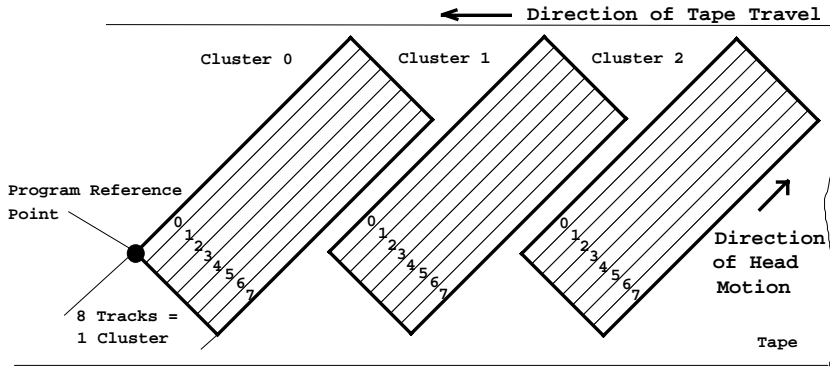 Direction of Tape Travel
Cluster 0
Cluster 1
Cluster 2
Program Reference
Point
0
1
2
3
4
5
6
7
0
1
2
3
4
5
6
7
0
1
2
3
4
5
6
7
Direction
of Head
Motion
8 Tracks =
1 Cluster
Tape